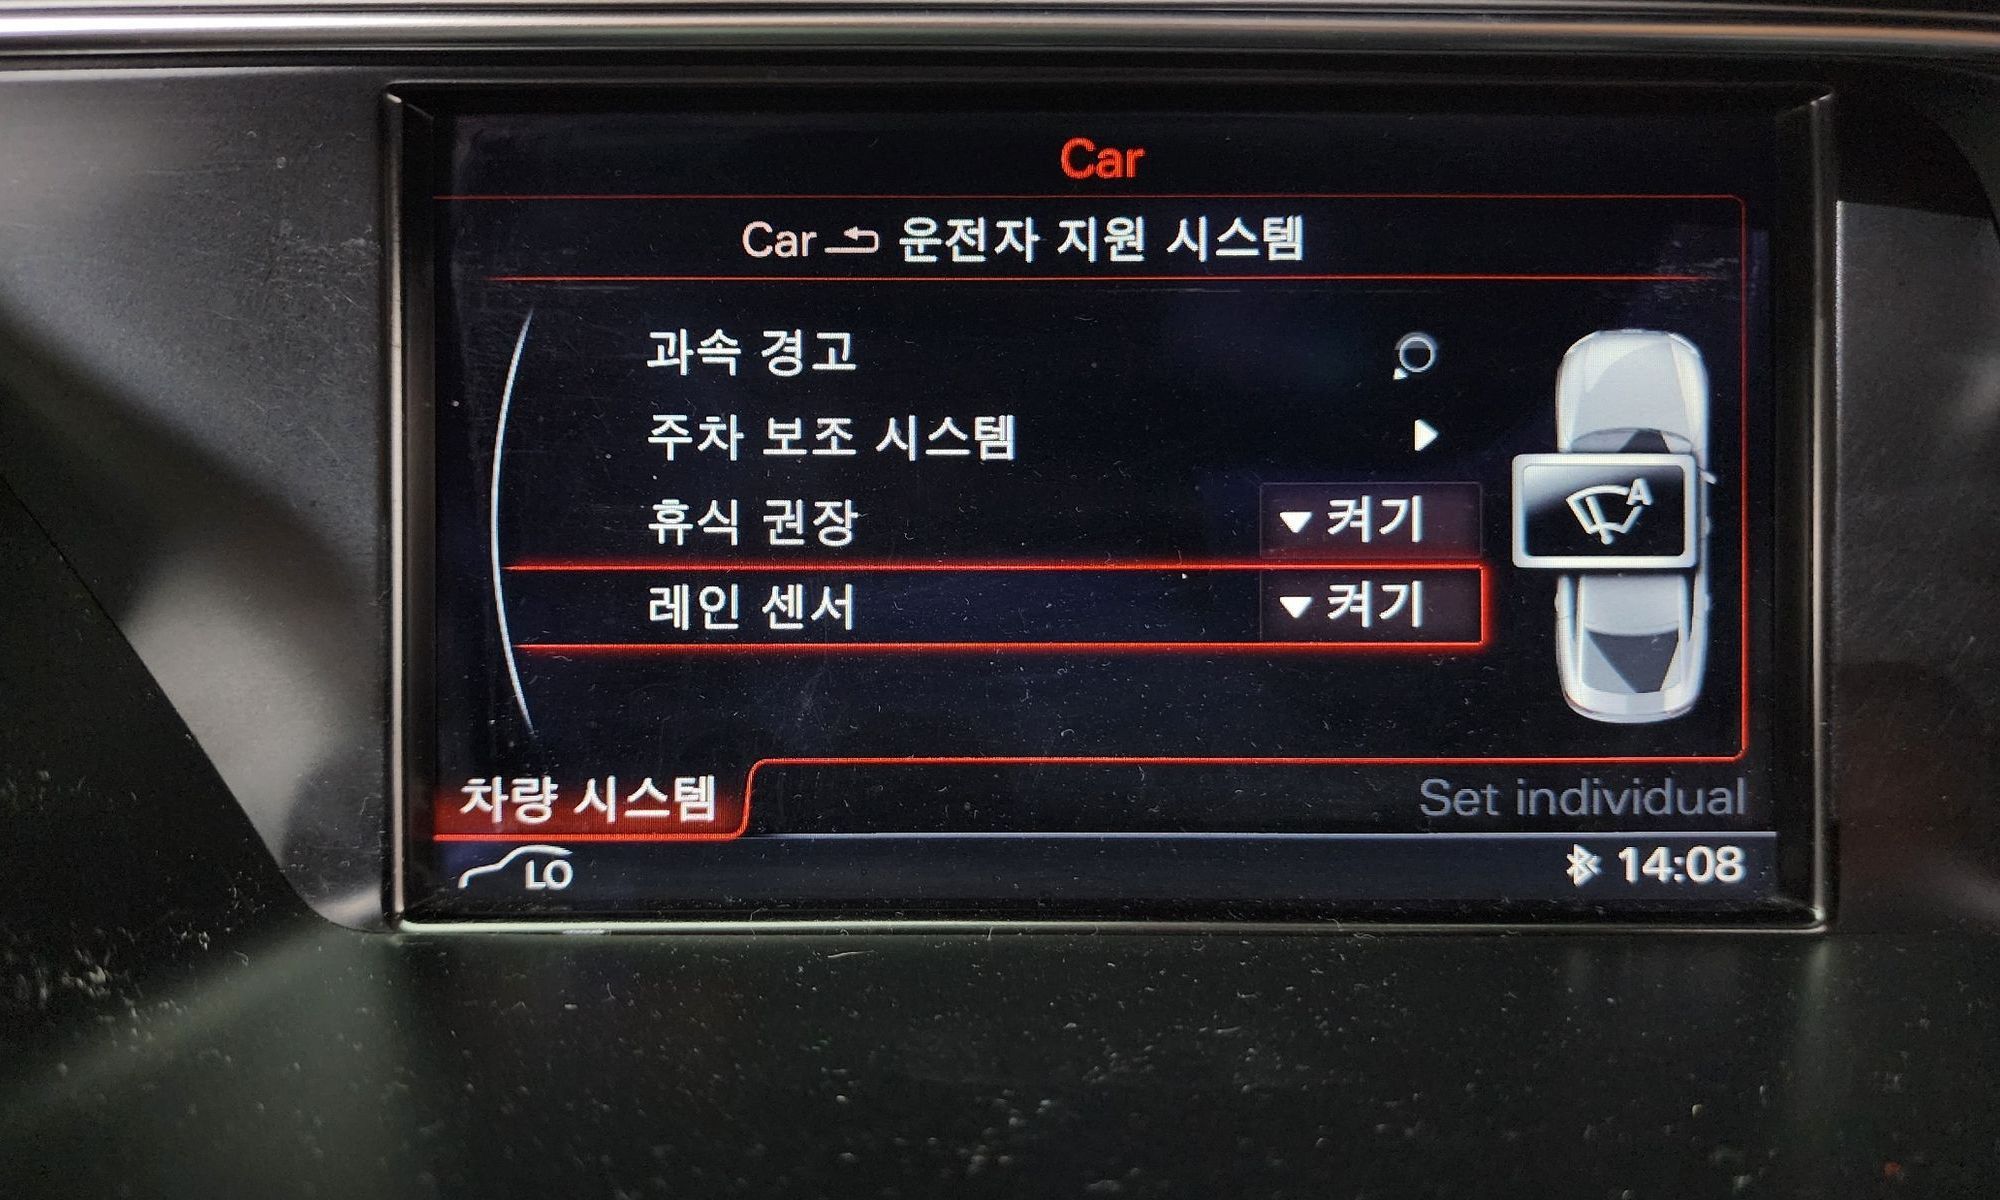 Car
Car 운전자 지원 시스템
과속 경고
주차 보조 시스템
휴식 권장 켜기
레인 센서 켜기
A
차량 시스템
Set individual
LO
14:08